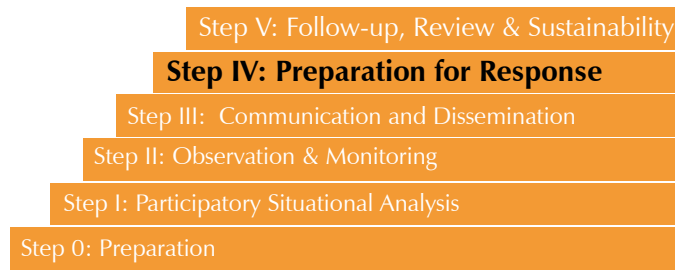 Step V: Follow-up, Review & Sustainability
Step IV: Preparation for Response
Step III:  Communication and Dissemination
Step II: Observation & Monitoring
Step I: Participatory Situational Analysis
Step 0: Preparation